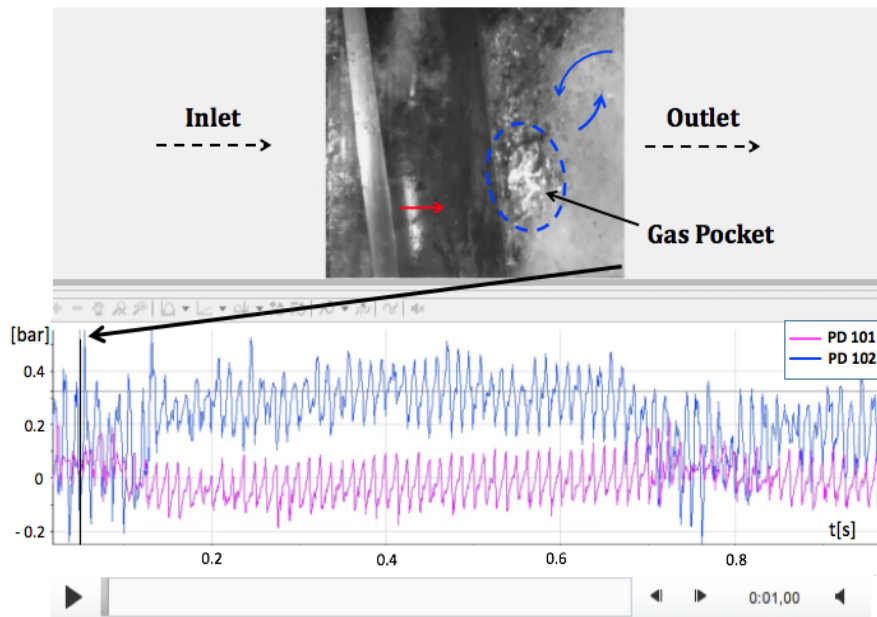 Inlet
Outlet
Gas Pocket
[bar]
PD 101
PD 102
0.4
0.2
0
- 0.2
t[s]
0.2
0.4
0.6
0.8
0:01,00